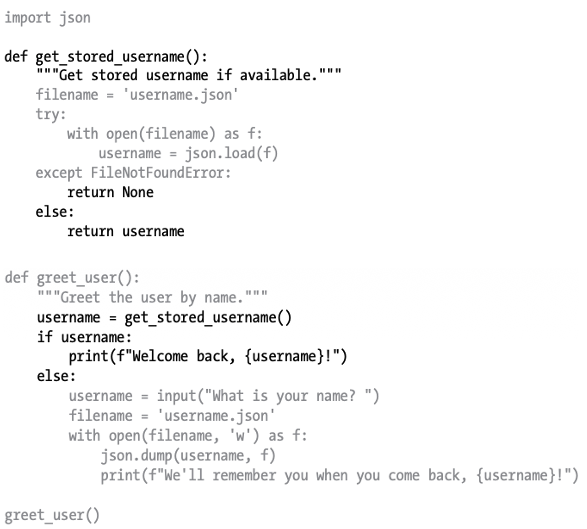 import json
def get_stored_username():
    """Get stored username if available."""
    filename = 'username.json'
    try:
        with open(filename) as f:
            username = json.load(f)
    except FileNotFoundError:
        return None
    else:
        return username
def greet_user():
    """Greet the user by name."""
    username = get_stored_username()
    if username:
        print(f"Welcome back, {username}!")
    else:
        username = input("What is your name? ")
        filename = 'username.json'
        with open(filename, 'w') as f:
            json.dump(username, f)
            print(f"We'll remember you when you come back, {username}!")
greet_user()